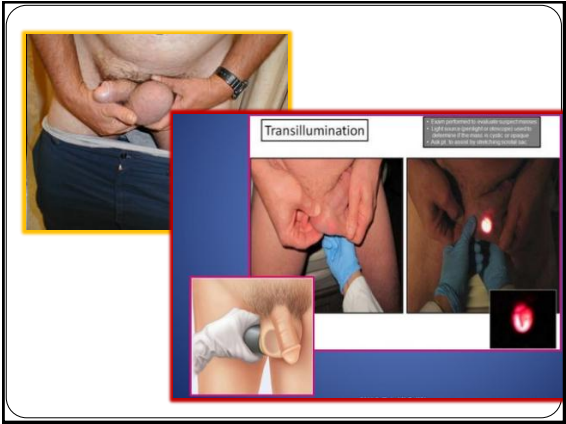 Transillumination
• Exam performed to evaluate suspect masses
• Light source (penlight or otoscope) used to
determine if the mass is cystic or opaque
• Ask pt. to assist by stretching scrotal sac